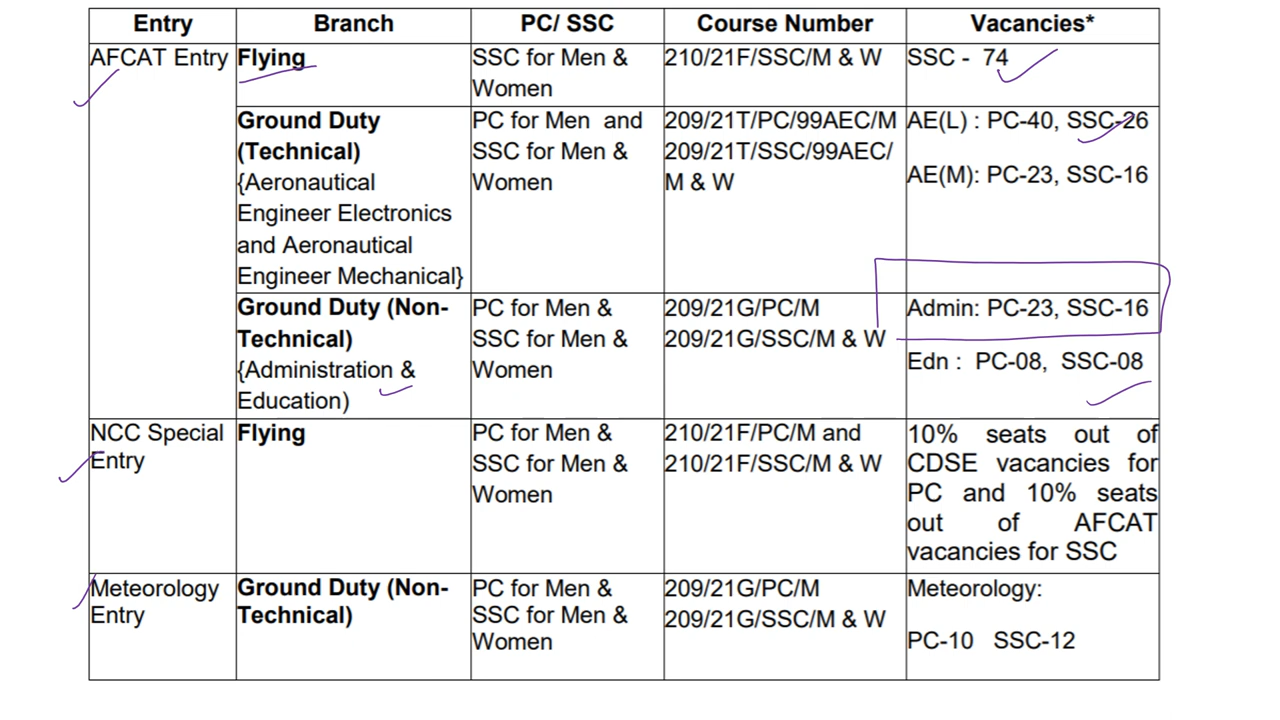 Entry Branch PC/ SSC Course Number Vacancies*
AFCAT Entry Flying SSC for Men & 210/21F/SSC/M & W SSC - 74
Women
Ground Duty PC for Men and 209/21T/PC/99AEC/M AE(L) : PC-40, SSC-26
(Technical) SSC for Men & 209/21T/SSC/99AEC/
{Aeronautical Women M & W AE(M): PC-23, SSC-16
Engineer Electronics
and Aeronautical
Engineer Mechanical}
Ground Duty (Non- PC for Men & 209/21G/PC/M Admin: PC-23, SSC-16
Technical) SSC for Men & 209/21G/SSC/M & W
{Administration & Women Edn : PC-08, SSC-08
Education)
NCC Special Flying PC for Men & 210/21F/PC/M and 10% seats out of
Entry SSC for Men & 210/21F/SSC/M & W CDSE vacancies for
Women PC and 10% seats
out of AFCAT
vacancies for SSC
Meteorology Ground Duty (Non- PC for Men & 209/21G/PC/M Meteorology:
Entry Technical) SSC for Men & 209/21G/SSC/M & W
Women PC-10 SSC-12